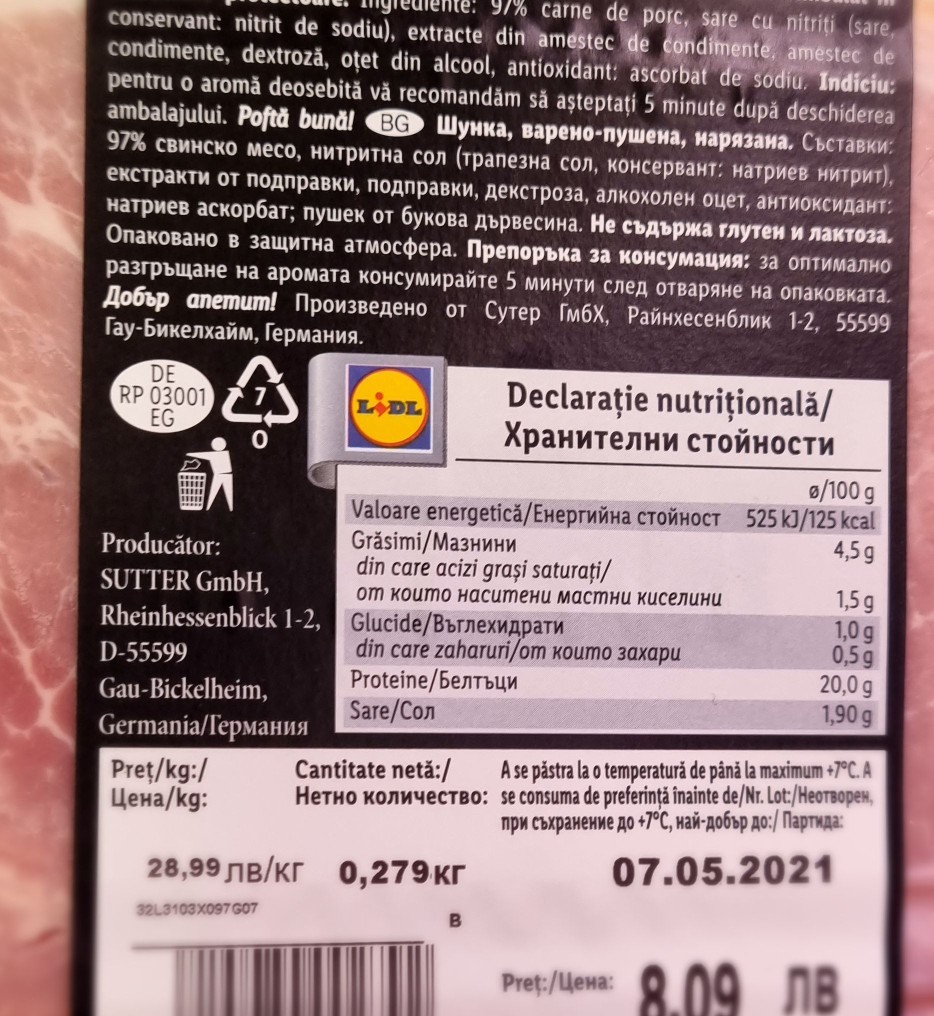 Ingrediente: 97% carne de porc, sare cu nitriți (sare,
conservant: nitrit de sodiu), extracte din amestec de condimente, amestec de
condimente, dextroză, oțet din alcool, antioxidant: ascorbat de sodiu. Indiciu:
pentru o aromă deosebită vă recomandăm să așteptați 5 minute după deschiderea
ambalajului. Poftă bună! BG Шунка, варено-пушена, нарязана. Съставки:
97% свинско месо, нитритна сол (трапезна сол, консервант: натриев нитрит),
екстракти от подправки, подправки, декстроза, алкохолен оцет, антиоксидант:
натриев аскорбат; пушек от букова дървесина. Не съдържа глутен и лактоза.
Опаковано в защитна атмосфера. Препоръка за консумация: за оптимално
разгръщане на аромата консумирайте 5 минути след отваряне на опаковката.
Добър апетит! Произведено от Сутер ГмбХ, Райнхесенблик 1-2, 55599
Гау-Бикелхайм, Германия.
DE
RP 03001
EG
7
O
LIDL
Declarație nutrițională/
Хранителни стойности
ø/100 g
Valoare energetică/Енергийна стойност 525 kJ/125 kcal
Grăsimi/Мазнини 4,5 g
din care acizi grași saturați/
от които наситени мастни киселини 1,5 g
Glucide/Въглехидрати 1,0 g
din care zaharuri/от които захари 0,5 g
Proteine/Белтъци 20,0 g
Sare/Сол 1,90 g
Producător:
SUTTER GmbH,
Rheinhessenblick 1-2,
D-55599
Gau-Bickelheim,
Germania/Германия
Preț/kg:/
Цена/kg:
Cantitate netă:/
Нетно количество:
A se păstra la o temperatură de până la maximum +7°C. A
se consuma de preferință înainte de/Nr. Lot:/Неотворен,
при съхранение до +7°C, най-добър до:/ Партида:
28,99 ЛВ/КГ 0,279 КГ 07.05.2021
32L3103X097G07
B
Preț:/Цена: 8,09 ЛВ